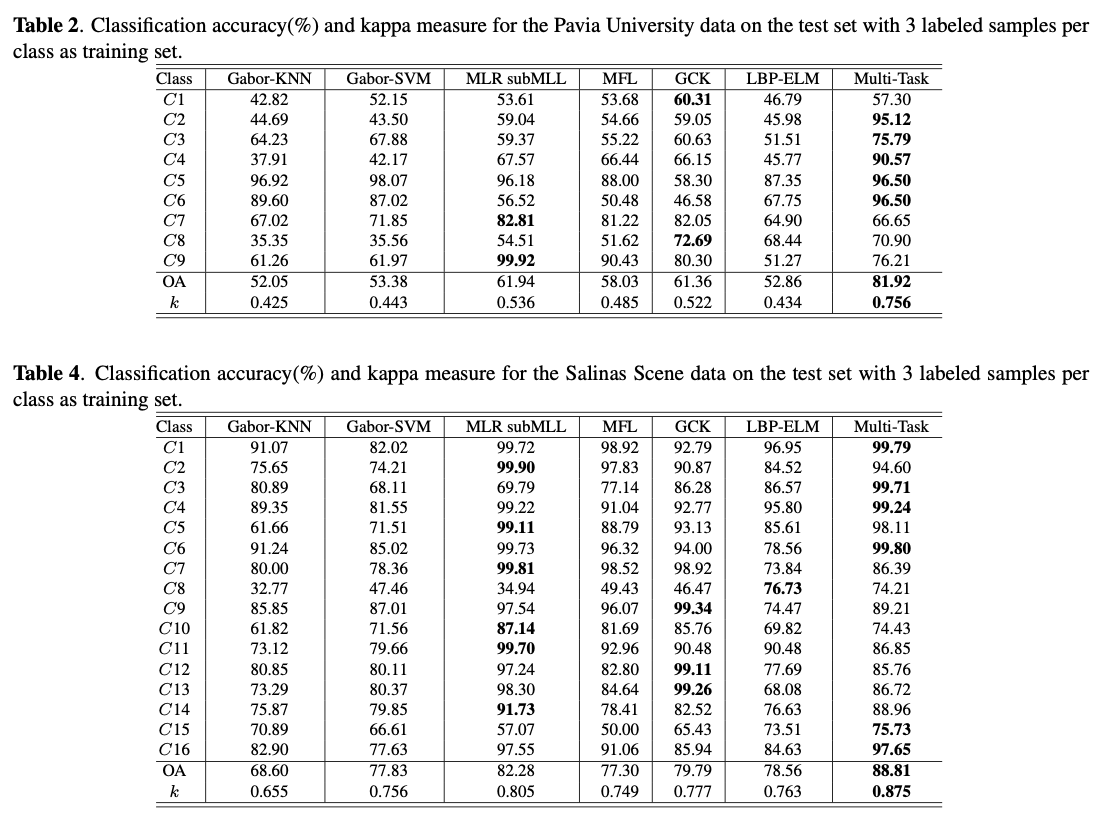 Table 2. Classification accuracy(%) and kappa measure for the Pavia University data on the test set with 3 labeled samples per
class as training set.
Class Gabor-KNN Gabor-SVM MLR subMLL MFL GCK LBP-ELM Multi-Task
C1 42.82 52.15 53.61 53.68 60.31 46.79 57.30
C2 44.69 43.50 59.04 54.66 59.05 45.98 95.12
C3 64.23 67.88 59.37 55.22 60.63 51.51 75.79
C4 37.91 42.17 67.57 66.44 66.15 45.77 90.57
C5 96.92 98.07 96.18 88.00 58.30 87.35 96.50
C6 89.60 87.02 56.52 50.48 46.58 67.75 96.50
C7 67.02 71.85 82.81 81.22 82.05 64.90 66.65
C8 35.35 35.56 54.51 51.62 72.69 68.44 70.90
C9 61.26 61.97 99.92 90.43 80.30 51.27 76.21
OA 52.05 53.38 61.94 58.03 61.36 52.86 81.92
k 0.425 0.443 0.536 0.485 0.522 0.434 0.756
Table 4. Classification accuracy(%) and kappa measure for the Salinas Scene data on the test set with 3 labeled samples per
class as training set.
Class Gabor-KNN Gabor-SVM MLR subMLL MFL GCK LBP-ELM Multi-Task
C1 91.07 82.02 99.72 98.92 92.79 96.95 99.79
C2 75.65 74.21 99.90 97.83 90.87 84.52 94.60
C3 80.89 68.11 69.79 77.14 86.28 86.57 99.71
C4 89.35 81.55 99.22 91.04 92.77 95.80 99.24
C5 61.66 71.51 99.11 88.79 93.13 85.61 98.11
C6 91.24 85.02 99.73 96.32 94.00 78.56 99.80
C7 80.00 78.36 99.81 98.52 98.92 73.84 86.39
C8 32.77 47.46 34.94 49.43 46.47 76.73 74.21
C9 85.85 87.01 97.54 96.07 99.34 74.47 89.21
C10 61.82 71.56 87.14 81.69 85.76 69.82 74.43
C11 73.12 79.66 99.70 92.96 90.48 90.48 86.85
C12 80.85 80.11 97.24 82.80 99.11 77.69 85.76
C13 73.29 80.37 98.30 84.64 99.26 68.08 86.72
C14 75.87 79.85 91.73 78.41 82.52 76.63 88.96
C15 70.89 66.61 57.07 50.00 65.43 73.51 75.73
C16 82.90 77.63 97.55 91.06 85.94 84.63 97.65
OA 68.60 77.83 82.28 77.30 79.79 78.56 88.81
k 0.655 0.756 0.805 0.749 0.777 0.763 0.875